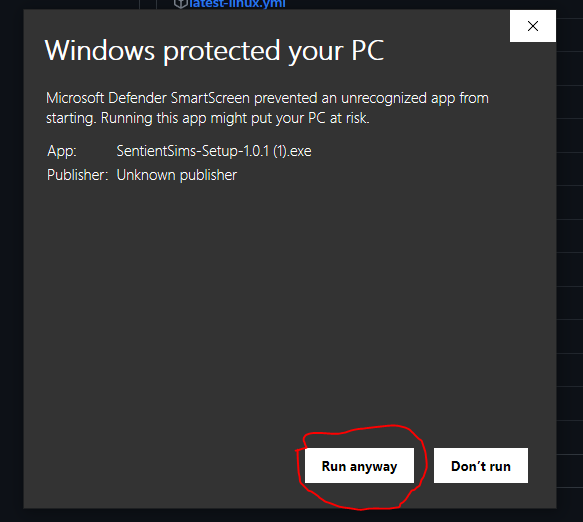 latest-linux.yml
Windows protected your PC
Microsoft Defender SmartScreen prevented an unrecognized app from
starting. Running this app might put your PC at risk.
App: SentientSims-Setup-1.0.1 (1).exe
Publisher: Unknown publisher
Run anyway Don’t run